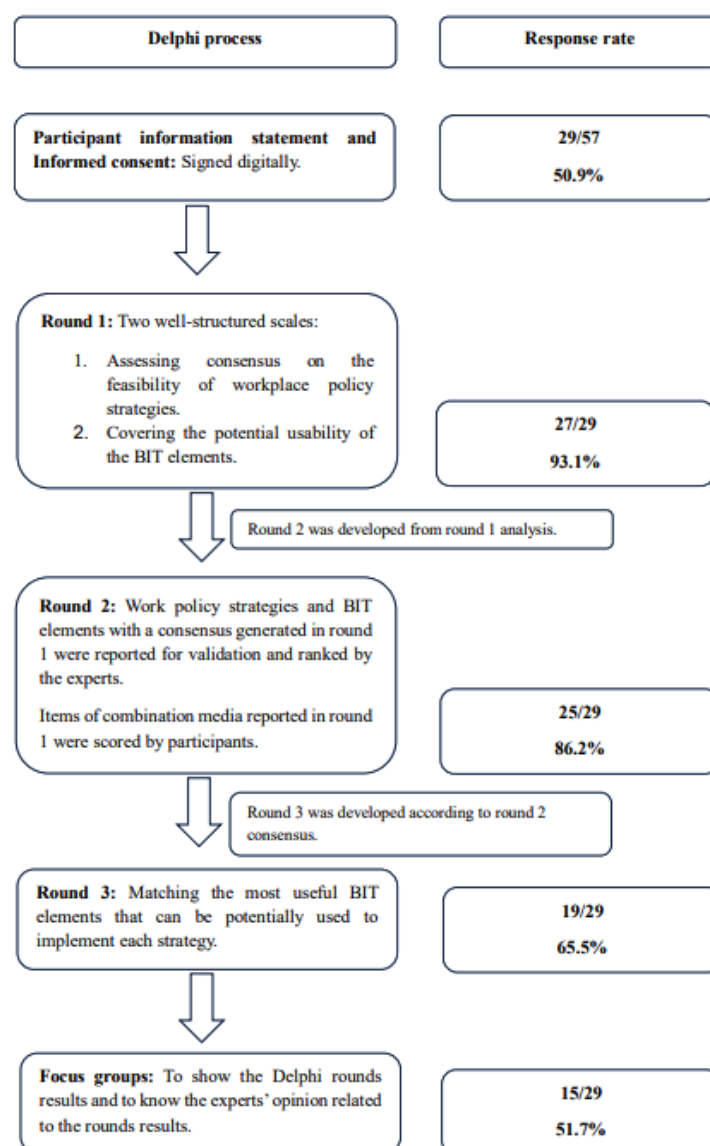 Delphi process
Response rate
Participant information statement and
Informed consent: Signed digitally.
29/57
50.9%
Round 1: Two well-structured scales:
1. Assessing consensus on the
feasibility of workplace policy
strategies.
2. Covering the potential usability of
the BIT elements.
27/29
93.1%
Round 2 was developed from round 1 analysis.
Round 2: Work policy strategies and BIT
elements with a consensus generated in round
1 were reported for validation and ranked by
the experts.
Items of combination media reported in round
1 were scored by participants.
25/29
86.2%
Round 3 was developed according to round 2
consensus.
Round 3: Matching the most useful BIT
elements that can be potentially used to
implement each strategy.
19/29
65.5%
Focus groups: To show the Delphi rounds
results and to know the experts' opinion related
to the rounds results.
15/29
51.7%